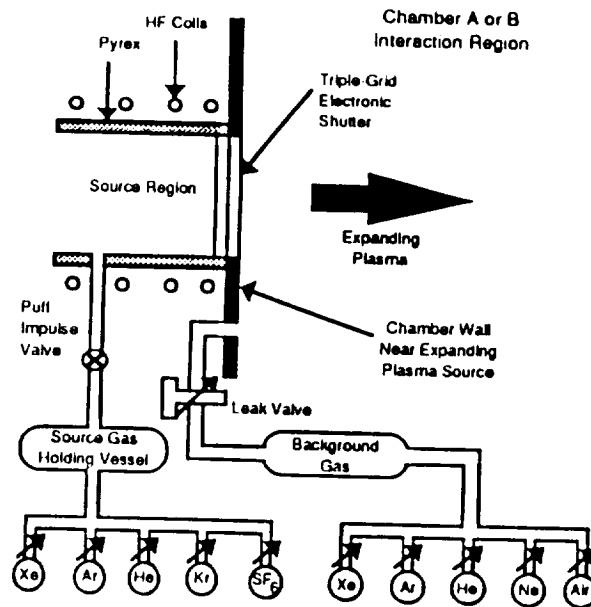 HF Coils
Pyrex
Chamber A or B
Interaction Region
Triple-Grid
Electronic
Shutter
Source Region
Expanding
Plasma
Puff
Impulse
Valve
Chamber Wall
Near Expanding
Plasma Source
Leak Valve
Source Gas
Holding Vessel
Background
Gas
Xe
Ar
He
Kr
SF6
Xe
Ar
He
Ne
Air